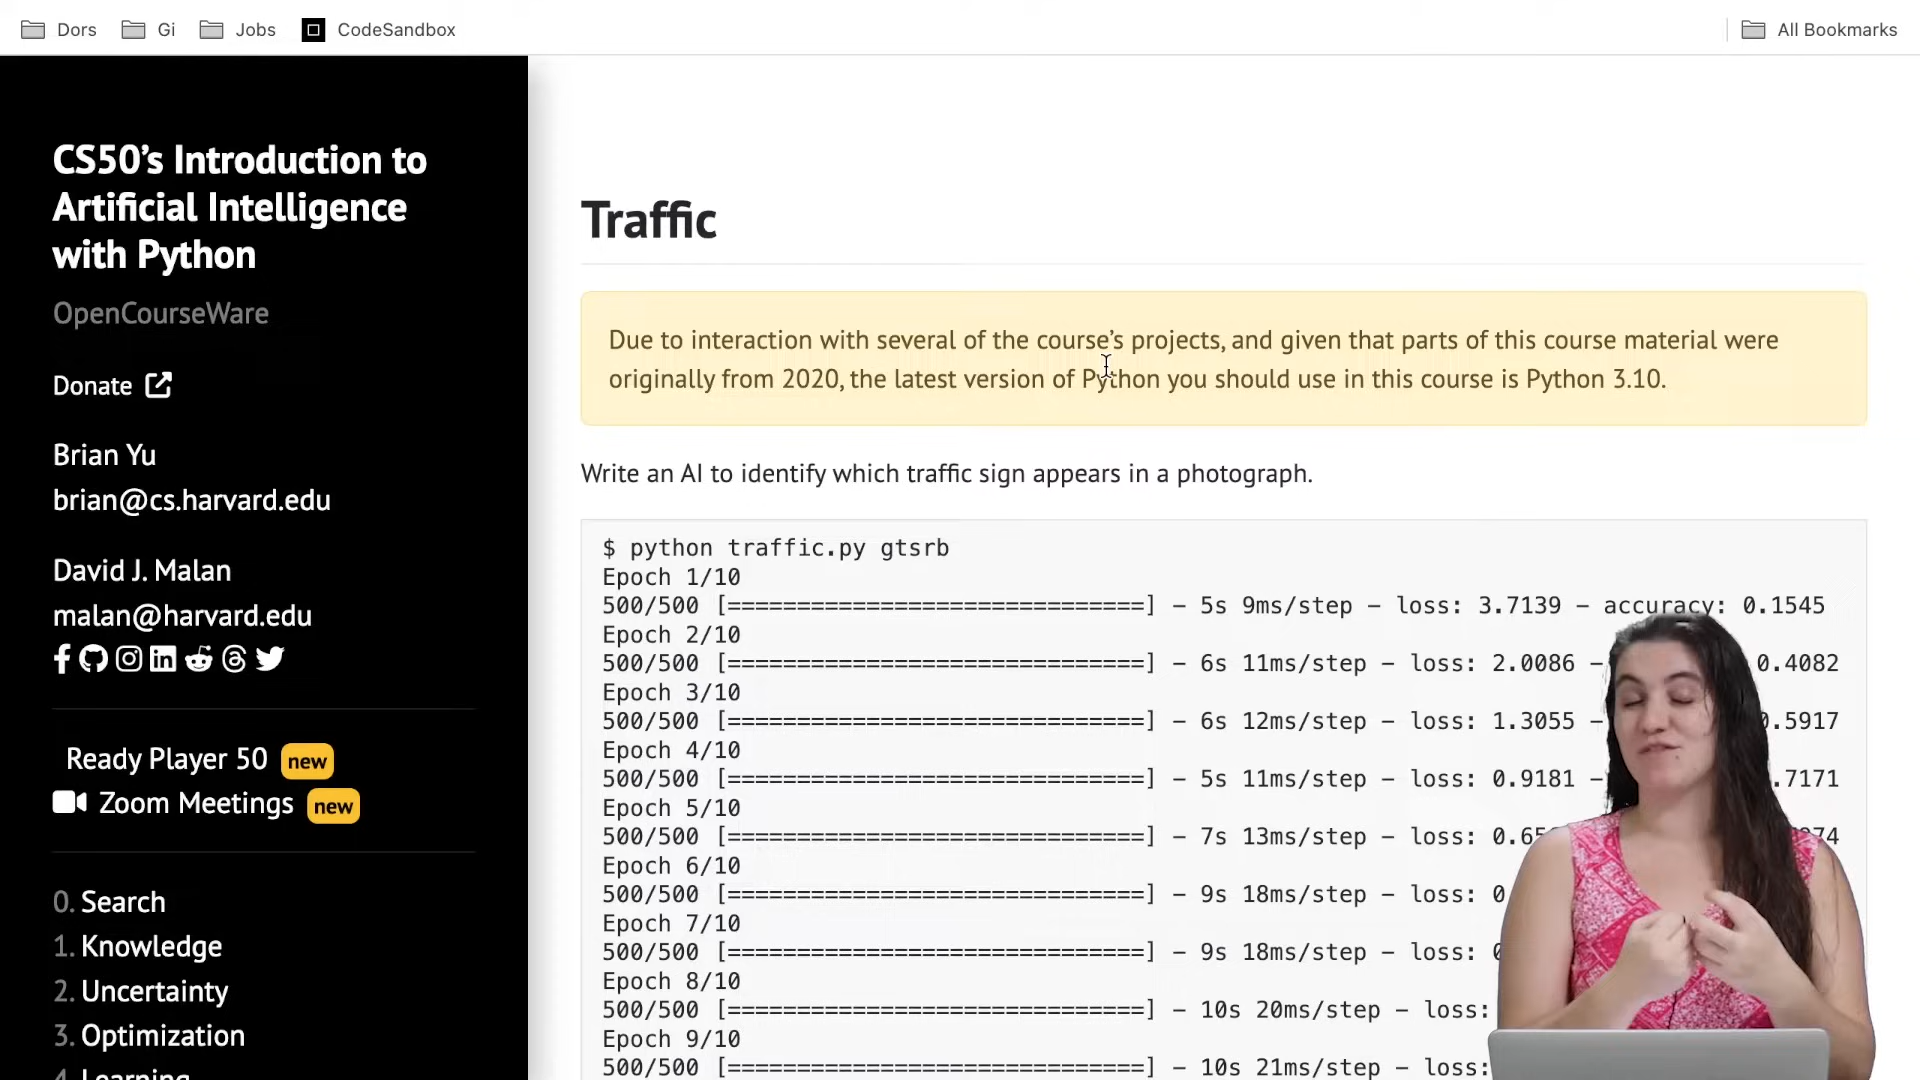 Dors Gi Jobs CodeSandbox All Bookmarks
CS50’s Introduction to
Artificial Intelligence
with Python
OpenCourseWare
Donate
Brian Yu
brian@cs.harvard.edu
David J. Malan
malan@harvard.edu
Ready Player 50 new
Zoom Meetings new
0. Search
1. Knowledge
2. Uncertainty
3. Optimization
4. Learning
Traffic
Due to interaction with several of the course’s projects, and given that parts of this course material were
originally from 2020, the latest version of Python you should use in this course is Python 3.10.
Write an AI to identify which traffic sign appears in a photograph.
$ python traffic.py gtsrb
Epoch 1/10
500/500 [==============================] - 5s 9ms/step - loss: 3.7139 - accuracy: 0.1545
Epoch 2/10
500/500 [==============================] - 6s 11ms/step - loss: 2.0086 - 0.4082
Epoch 3/10
500/500 [==============================] - 6s 12ms/step - loss: 1.3055 - 0.5917
Epoch 4/10
500/500 [==============================] - 5s 11ms/step - loss: 0.9181 - .7171
Epoch 5/10
500/500 [==============================] - 7s 13ms/step - loss:
Epoch 6/10
500/500 [==============================] - 9s 18ms/step - loss:
Epoch 7/10
500/500 [==============================] - 9s 18ms/step - loss:
Epoch 8/10
500/500 [==============================] - 10s 20ms/step - loss:
Epoch 9/10
500/500 [==============================] - 10s 21ms/step - loss: